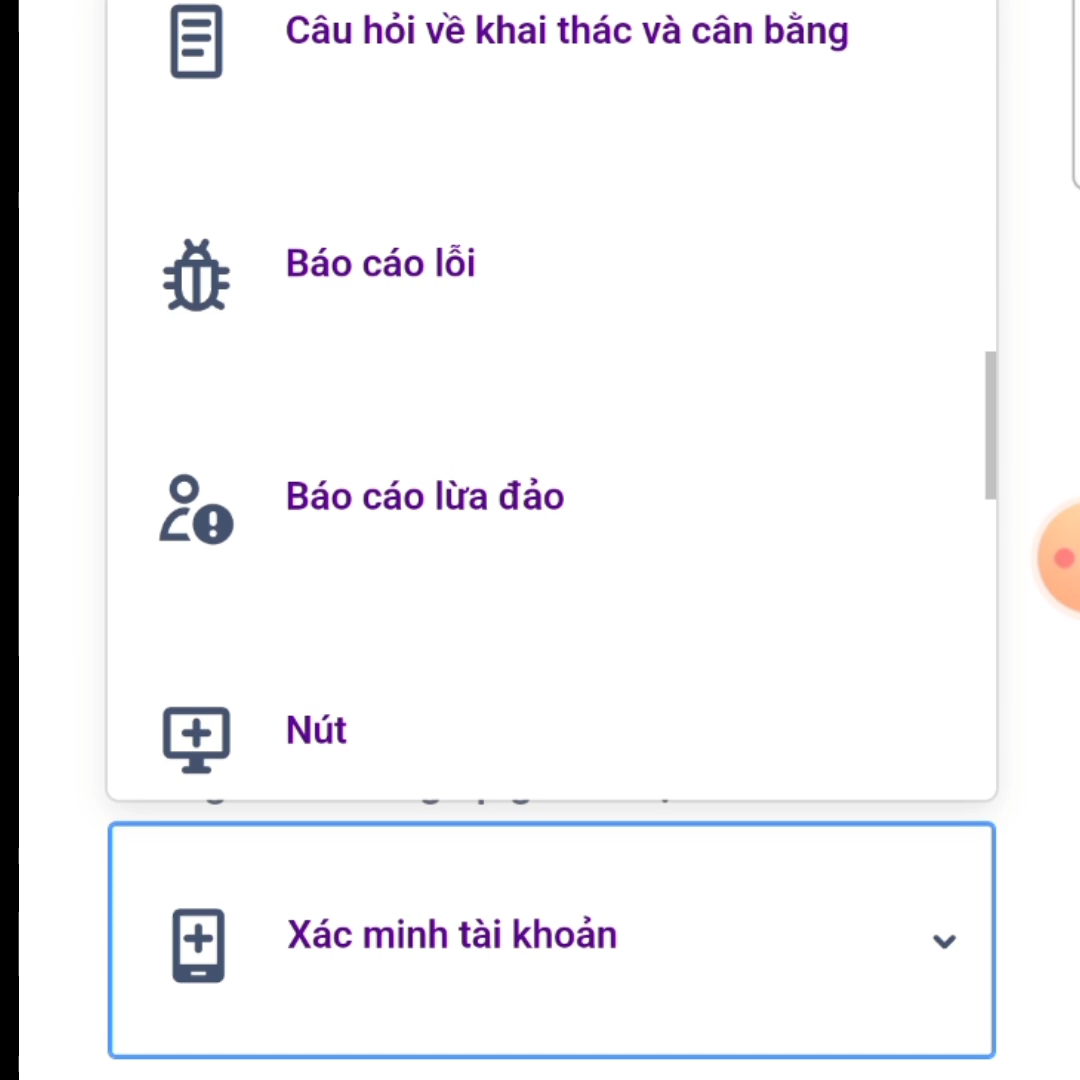 Câu hỏi về khai thác và cân bằng
Báo cáo lỗi
Báo cáo lừa đảo
Nút
Xác minh tài khoản